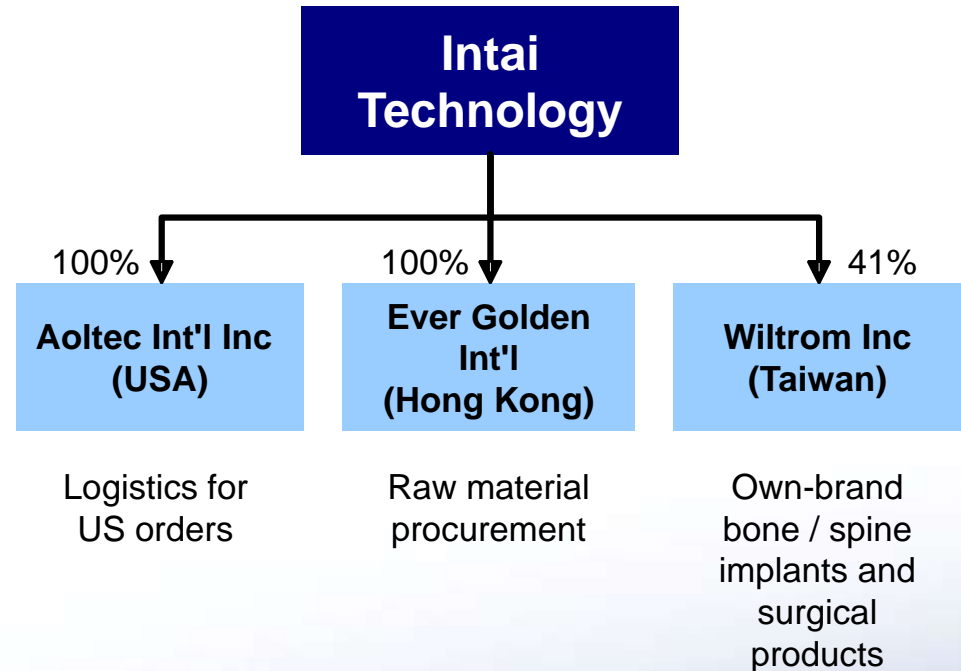 Intai
Technology
100%
100%
41%
Aoltec Int'l Inc
(USA)
Ever Golden
Int'l
(Hong Kong)
Wiltrom Inc
(Taiwan)
Logistics for
US orders
Raw material
procurement
Own-brand
bone / spine
implants and
surgical
products